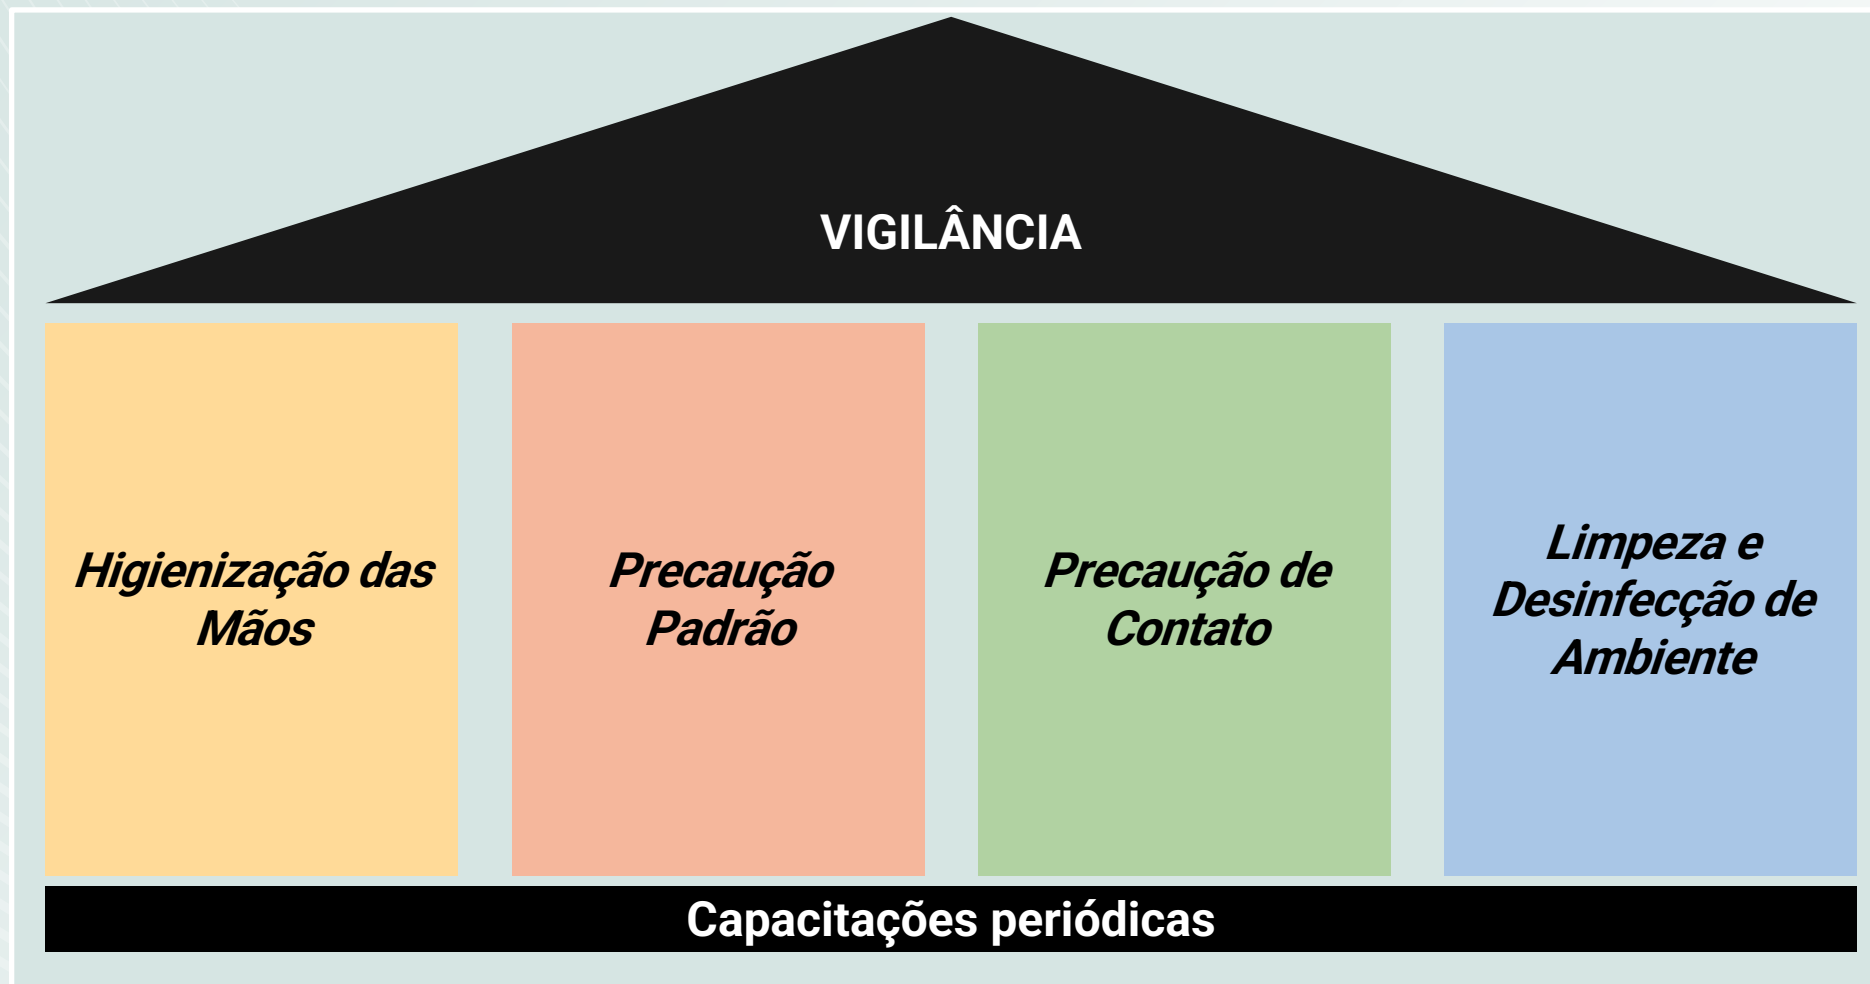 VIGILÂNCIA
Higienização das
Mãos
Precaução
Padrão
Precaução de
Contato
Limpeza e
Desinfecção de
Ambiente
Capacitações periódicas